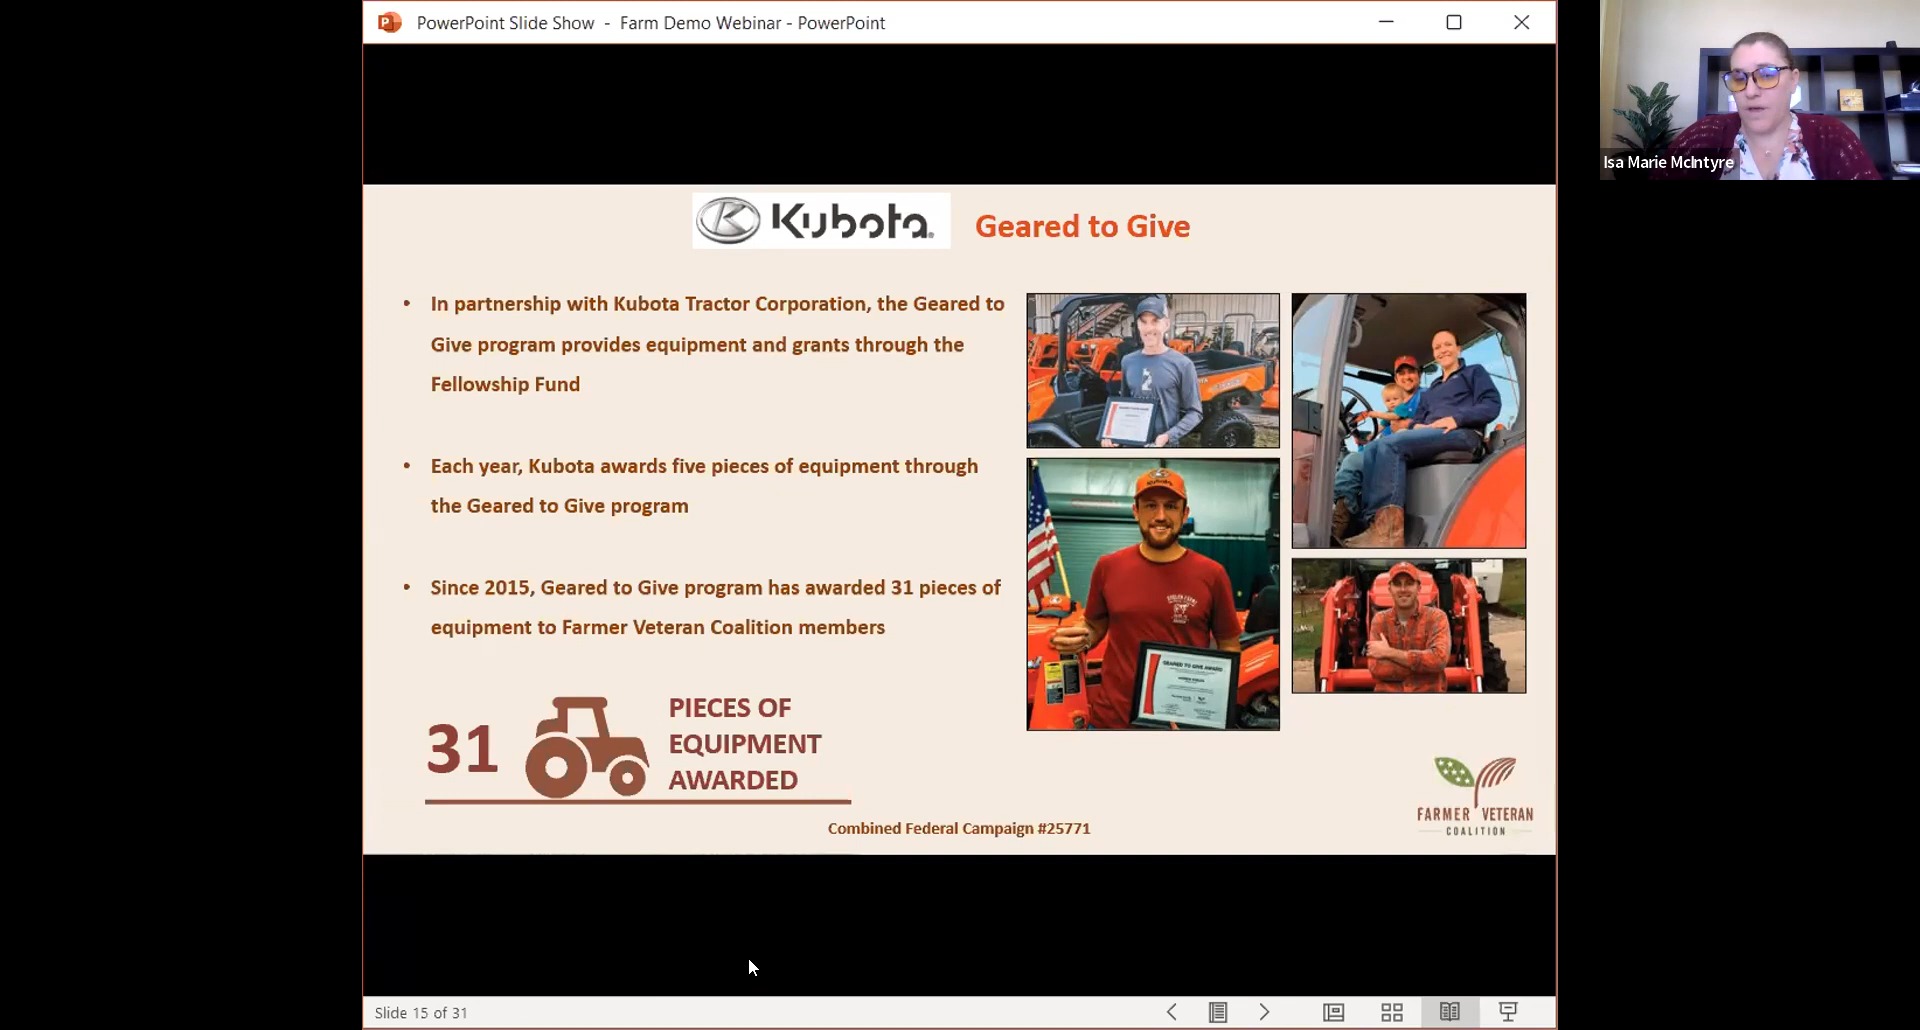 PowerPoint Slide Show - Farm Demo Webinar - PowerPoint
Isa Marie McIntyre
Kubota
Geared to Give
• In partnership with Kubota Tractor Corporation, the Geared to
Give program provides equipment and grants through the
Fellowship Fund
• Each year, Kubota awards five pieces of equipment through
the Geared to Give program
• Since 2015, Geared to Give program has awarded 31 pieces of
equipment to Farmer Veteran Coalition members
31
PIECES OF
EQUIPMENT
AWARDED
GEARED TO GIVE AWARD
Combined Federal Campaign #25771
FARMER VETERAN
COALITION
Slide 15 of 31